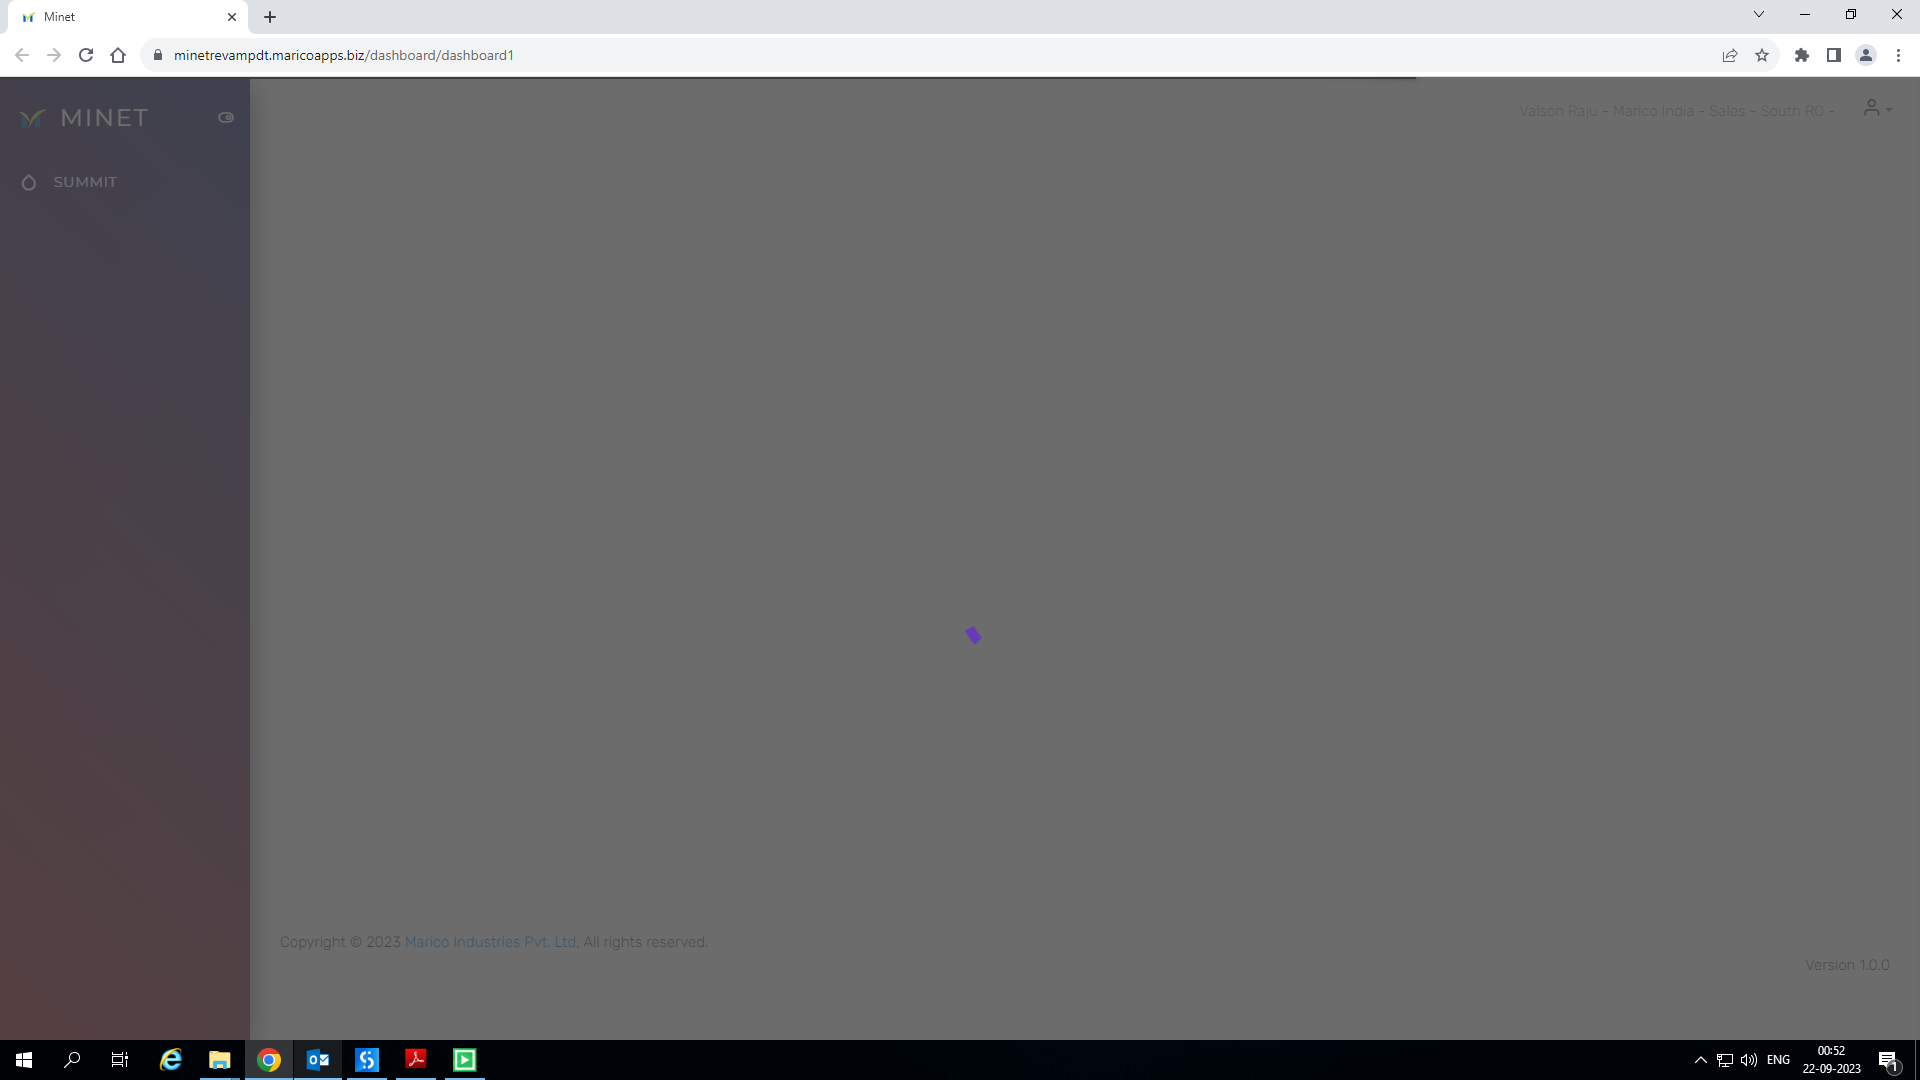 Minet
minetrevampdt.maricoapps.biz/dashboard/dashboard1
MINET
Valson Raju - Marico India - Sales - South RO -
SUMMIT
Copyright © 2023 Marico Industries Pvt. Ltd, All rights reserved.
Version 1.0.0
ENG
00:52
22-09-2023
1